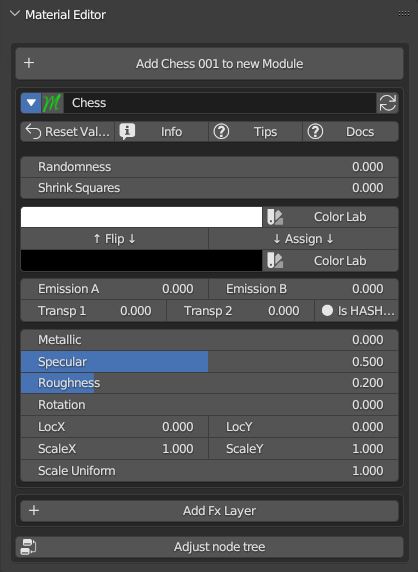 Material Editor
Add Chess 001 to new Module
Chess
Reset Val... Info Tips Docs
Randomness 0.000
Shrink Squares 0.000
Color Lab
↑ Flip ↓ ↓ Assign ↓
Color Lab
Emission A 0.000 Emission B 0.000
Transp 1 0.000 Transp 2 0.000 Is HASH...
Metallic 0.000
Specular 0.500
Roughness 0.200
Rotation 0.000
LocX 0.000 LocY 0.000
ScaleX 1.000 ScaleY 1.000
Scale Uniform 1.000
Add Fx Layer
Adjust node tree